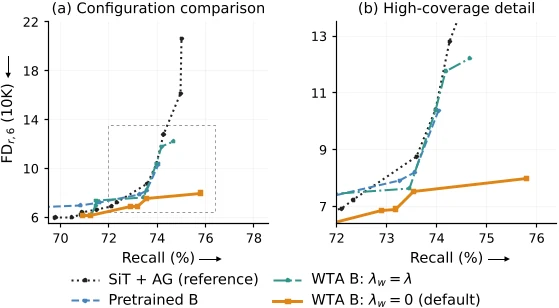 (a) Configuration comparison
(b) High-coverage detail
FD_{r,6} (10K) ⟶
22
18
14
10
6
70
72
74
76
78
Recall (%) ⟶
13
11
9
7
72
73
74
75
76
Recall (%) ⟶
SiT + AG (reference)
WTA B: λ_w = λ
Pretrained B
WTA B: λ_w = 0 (default)